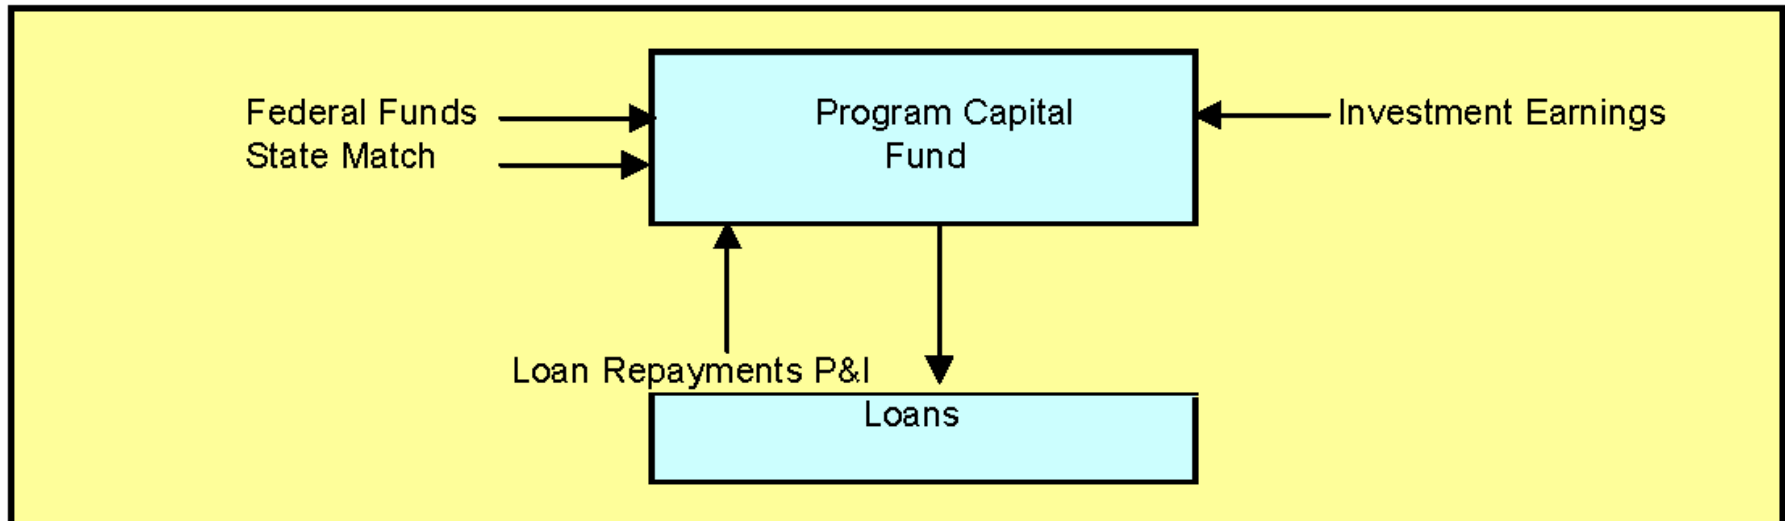 Federal Funds
State Match
Program Capital
Fund
Investment Earnings
Loan Repayments P&I
Loans